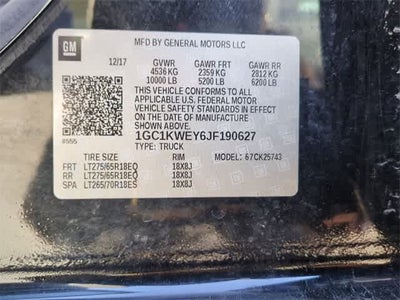 GM
MFD BY GENERAL MOTORS LLC
12/17 GVWR GAWR FRT GAWR RR
4536 KG 2359 KG 2812 KG
10000 LB 5200 LB 6200 LB
THIS VEHICLE CONFORMS TO ALL
APPLICABLE U.S. FEDERAL MOTOR
VEHICLE SAFETY STANDARDS IN EFFECT
ON THE DATE OF MANUFACTURE
SHOWN ABOVE.
1GC1KWEY6JF190627
#555 TYPE: TRUCK
TIRE SIZE RIM MODEL: 67CK25743
FRT LT275/65R18EO 18X8J
RR LT275/65R18EO 18X8J
SPA LT265/70R18ES 18X8J